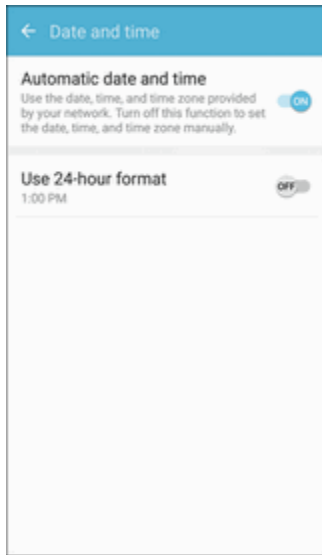 Date and time
Automatic date and time
Use the date, time, and time zone provided
by your network. Turn off this function to set
the date, time, and time zone manually.
ON
Use 24-hour format
1:00 PM
OFF